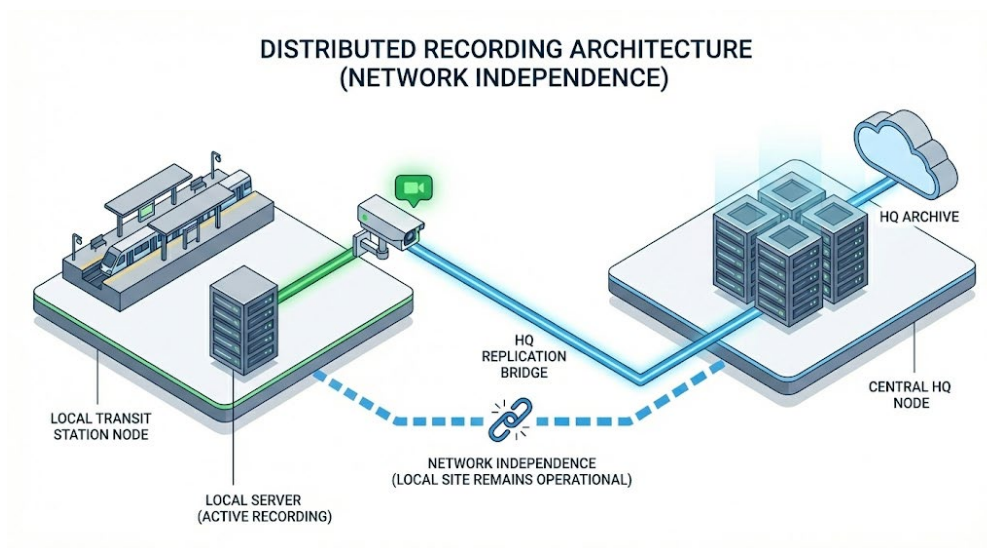 DISTRIBUTED RECORDING ARCHITECTURE
(NETWORK INDEPENDENCE)
HQ ARCHIVE
HQ
REPLICATION
BRIDGE
CENTRAL HQ
NODE
LOCAL TRANSIT
STATION NODE
NETWORK INDEPENDENCE
(LOCAL SITE REMAINS OPERATIONAL)
LOCAL SERVER
(ACTIVE RECORDING)